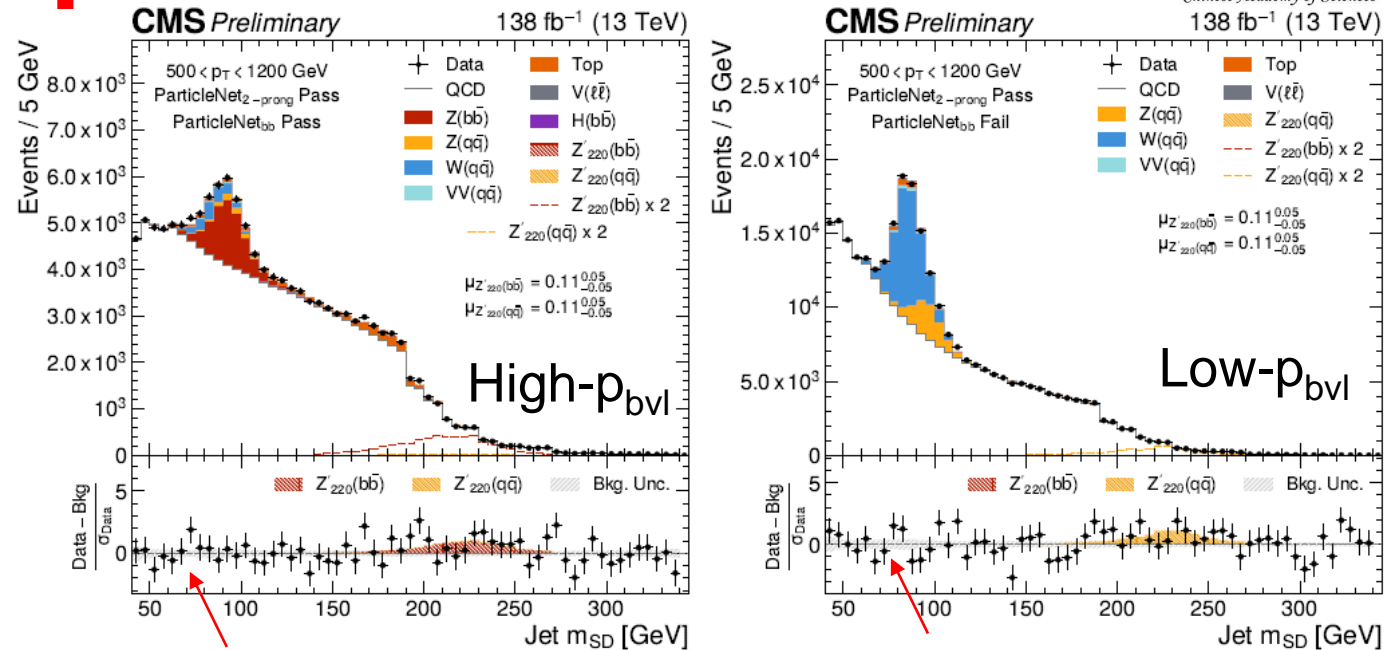 Chinese Academy of Sciences
CMS Preliminary 138 fb⁻¹ (13 TeV)
Events / 5 GeV
500 < pT < 1200 GeV
ParticleNet2−prong Pass
ParticleNetbb Pass
Data
QCD
Z(bb̄)
Z(qq̄)
W(qq̄)
VV(qq̄)
Top
V(ℓℓ̄)
H(bb̄)
Z′220(bb̄)
Z′220(qq̄)
Z′220(bb̄) x 2
Z′220(qq̄) x 2
μZ′220(bb̄) = 0.11 0.05 −0.05
μZ′220(qq̄) = 0.11 0.05 −0.05
8.0 x 10³
7.0 x 10³
6.0 x 10³
5.0 x 10³
4.0 x 10³
3.0 x 10³
2.0 x 10³
10³
0
High-pbvl
Data − Bkg
σData
Z′220(bb̄) Z′220(qq̄) Bkg. Unc.
5
0
50 100 150 200 250 300
Jet mSD [GeV]
CMS Preliminary 138 fb⁻¹ (13 TeV)
Events / 5 GeV
500 < pT < 1200 GeV
ParticleNet2−prong Pass
ParticleNetbb Fail
Data
QCD
Z(qq̄)
W(qq̄)
VV(qq̄)
Top
V(ℓℓ̄)
Z′220(qq̄)
Z′220(bb̄) x 2
Z′220(qq̄) x 2
μZ′220(bb̄) = 0.11 0.05 −0.05
μZ′220(qq̄) = 0.11 0.05 −0.05
2.5 x 10⁴
2.0 x 10⁴
1.5 x 10⁴
10⁴
5.0 x 10³
0
Low-pbvl
Data − Bkg
σData
Z′220(bb̄) Z′220(qq̄) Bkg. Unc.
5
0
50 100 150 200 250 300
Jet mSD [GeV]